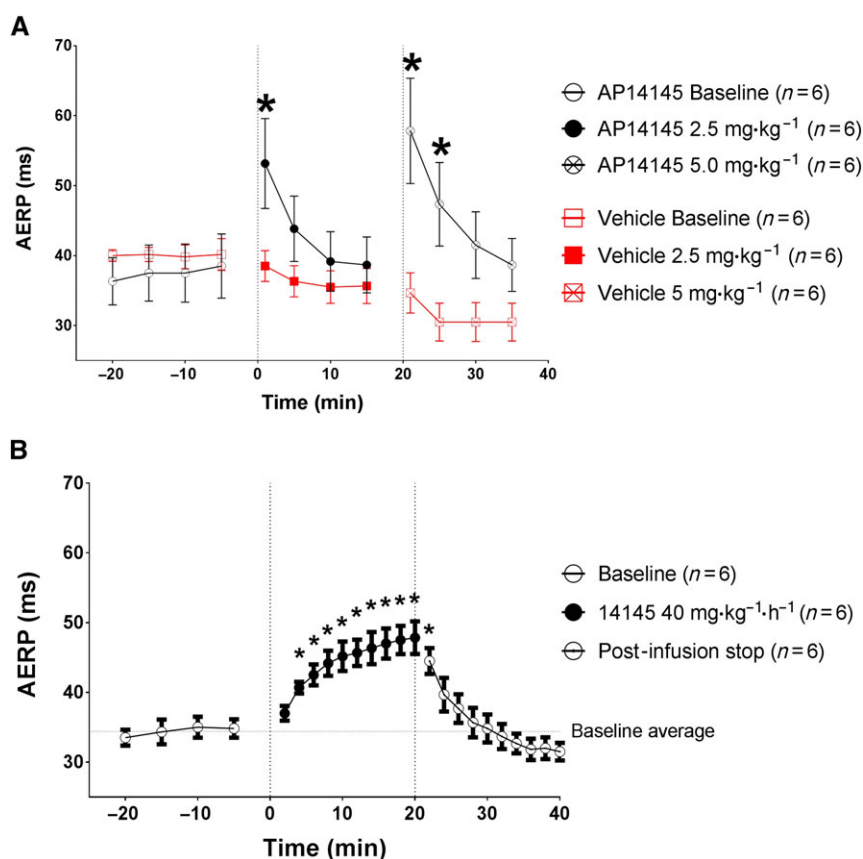 A
70
60
50
40
30
AERP (ms)
*
*
*
−20 −10 0 10 20 30 40
Time (min)
AP14145 Baseline (n=6)
AP14145 2.5 mg·kg⁻¹ (n=6)
AP14145 5.0 mg·kg⁻¹ (n=6)
Vehicle Baseline (n=6)
Vehicle 2.5 mg·kg⁻¹ (n=6)
Vehicle 5 mg·kg⁻¹ (n=6)
B
70
60
50
40
30
AERP (ms)
* * * * * * * * *
*
Baseline average
−20 −10 0 10 20 30 40
Time (min)
Baseline (n=6)
14145 40 mg·kg⁻¹·h⁻¹ (n=6)
Post-infusion stop (n=6)